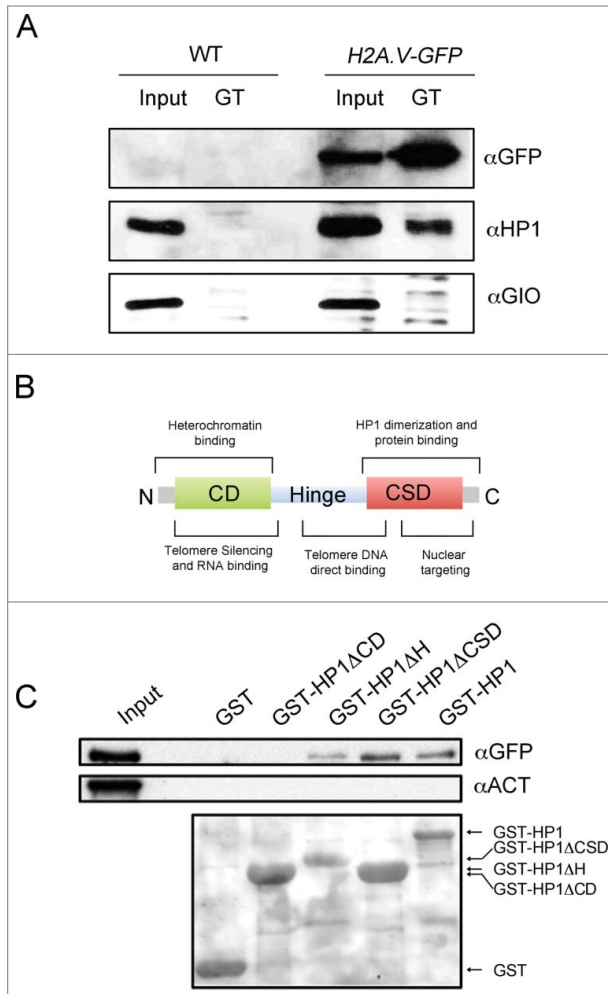 A
WT H2A.V-GFP
Input GT Input GT
αGFP
αHP1
αGIO
B
Heterochromatin
binding
HP1 dimerization and
protein binding
N CD Hinge CSD C
Telomere Silencing
and RNA binding
Telomere DNA
direct binding
Nuclear
targeting
C
Input
GST
GST-HP1ΔCD
GST-HP1ΔH
GST-HP1ΔCSD
GST-HP1
αGFP
αACT
GST-HP1
GST-HP1ΔCSD
GST-HP1ΔH
GST-HP1ΔCD
GST